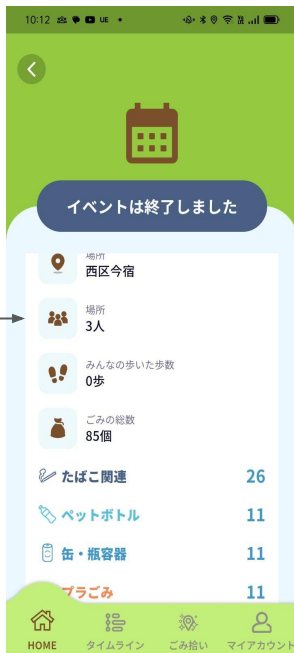 10:12 UE
イベントは終了しました
場所
西区今宿
場所
3人
みんなの歩いた歩数
0歩
ごみの総数
85個
たばこ関連 26
ペットボトル 11
缶・瓶容器 11
プラごみ 11
HOME タイムライン ごみ拾い マイアカウント